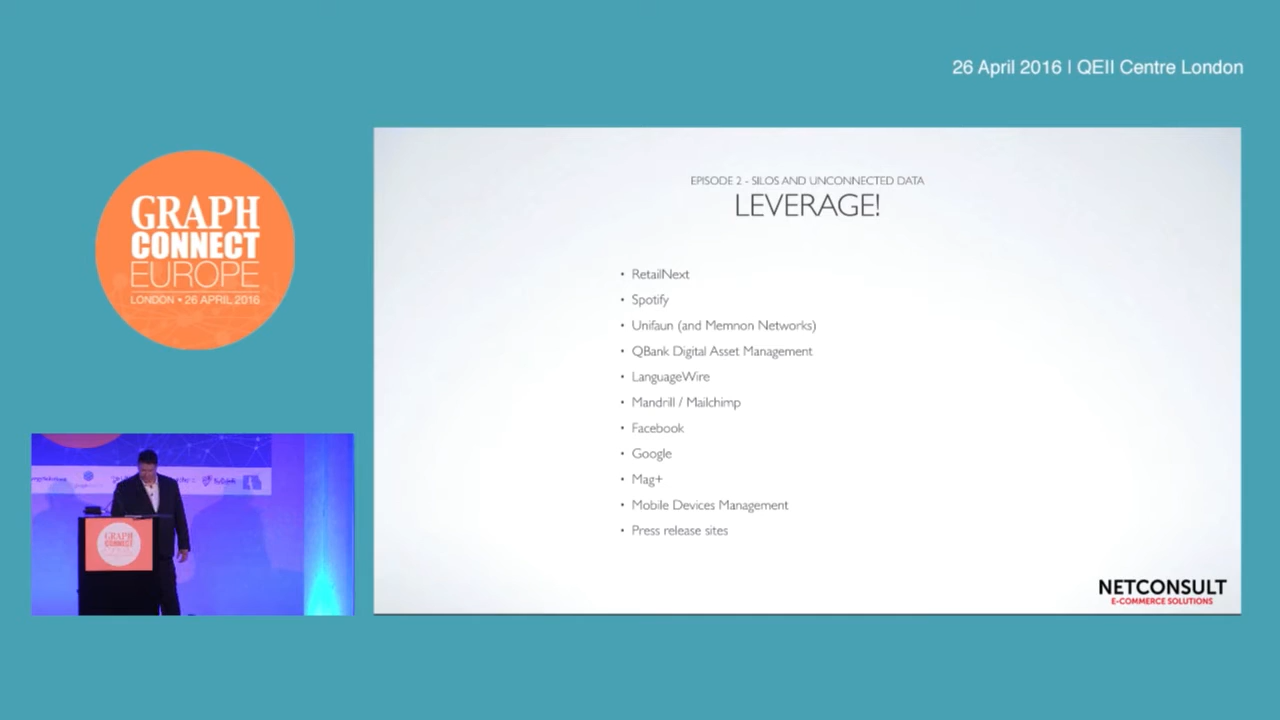 26 April 2016 | QEII Centre London
GRAPH
CONNECT
EUROPE
LONDON • 26 APRIL 2016
EPISODE 2 - SILOS AND UNCONNECTED DATA
LEVERAGE!
• RetailNext
• Spotify
• Unifaun (and Memnon Networks)
• QBank Digital Asset Management
• LanguageWire
• Mandrill / Mailchimp
• Facebook
• Google
• Mag+
• Mobile Devices Management
• Press release sites
NETCONSULT
E-COMMERCE SOLUTIONS
GRAPH
CONNECT